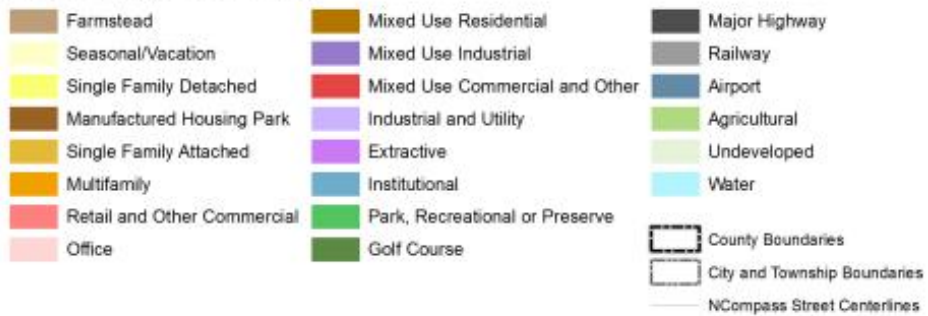 Farmstead
Seasonal/Vacation
Single Family Detached
Manufactured Housing Park
Single Family Attached
Multifamily
Retail and Other Commercial
Office
Mixed Use Residential
Mixed Use Industrial
Mixed Use Commercial and Other
Industrial and Utility
Extractive
Institutional
Park, Recreational or Preserve
Golf Course
Major Highway
Railway
Airport
Agricultural
Undeveloped
Water
County Boundaries
City and Township Boundaries
NCompass Street Centerlines